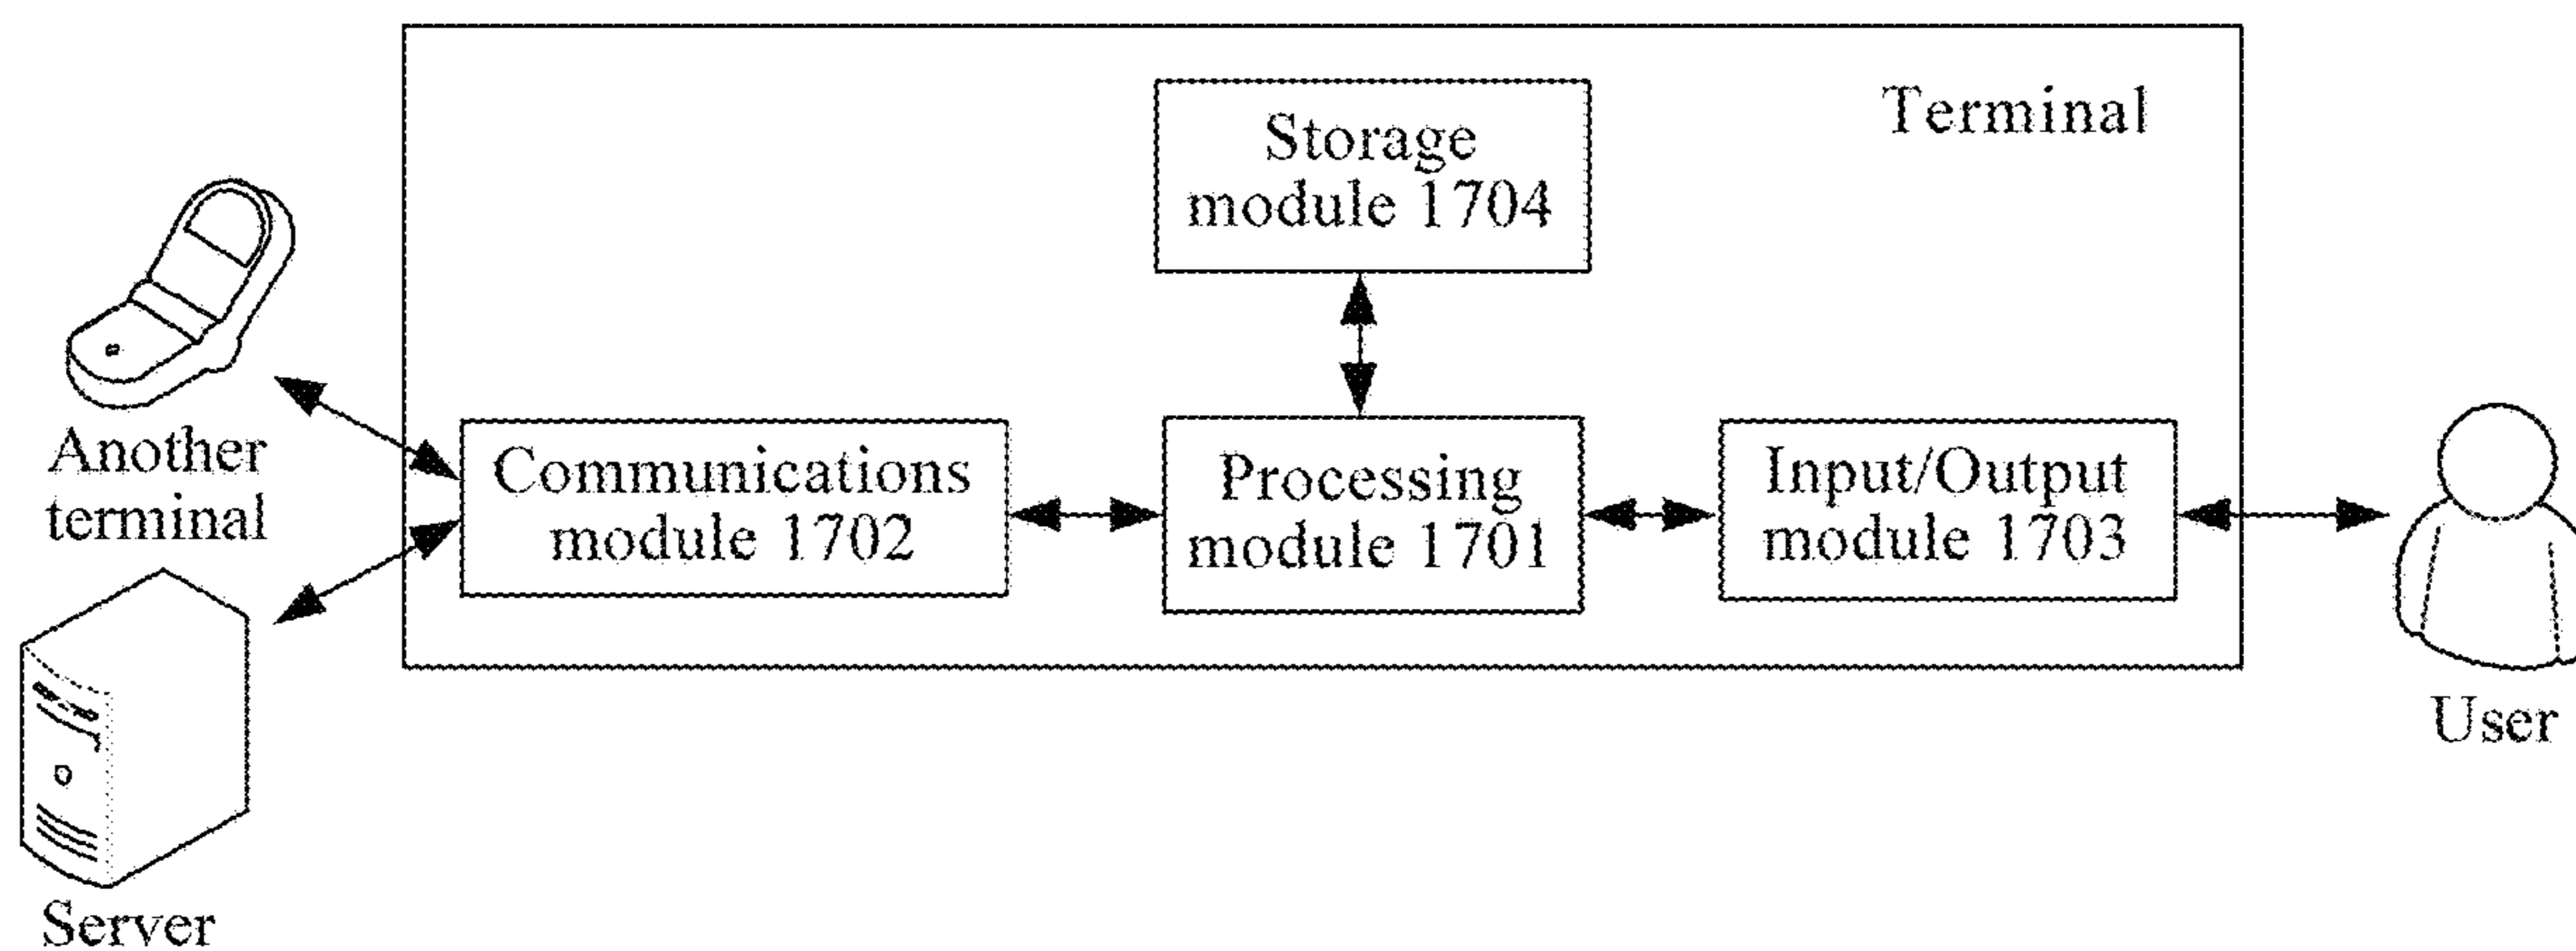 Terminal
Storage
module 1704
Another
terminal
Communications
module 1702
Processing
module 1701
Input/Output
module 1703
User
Server